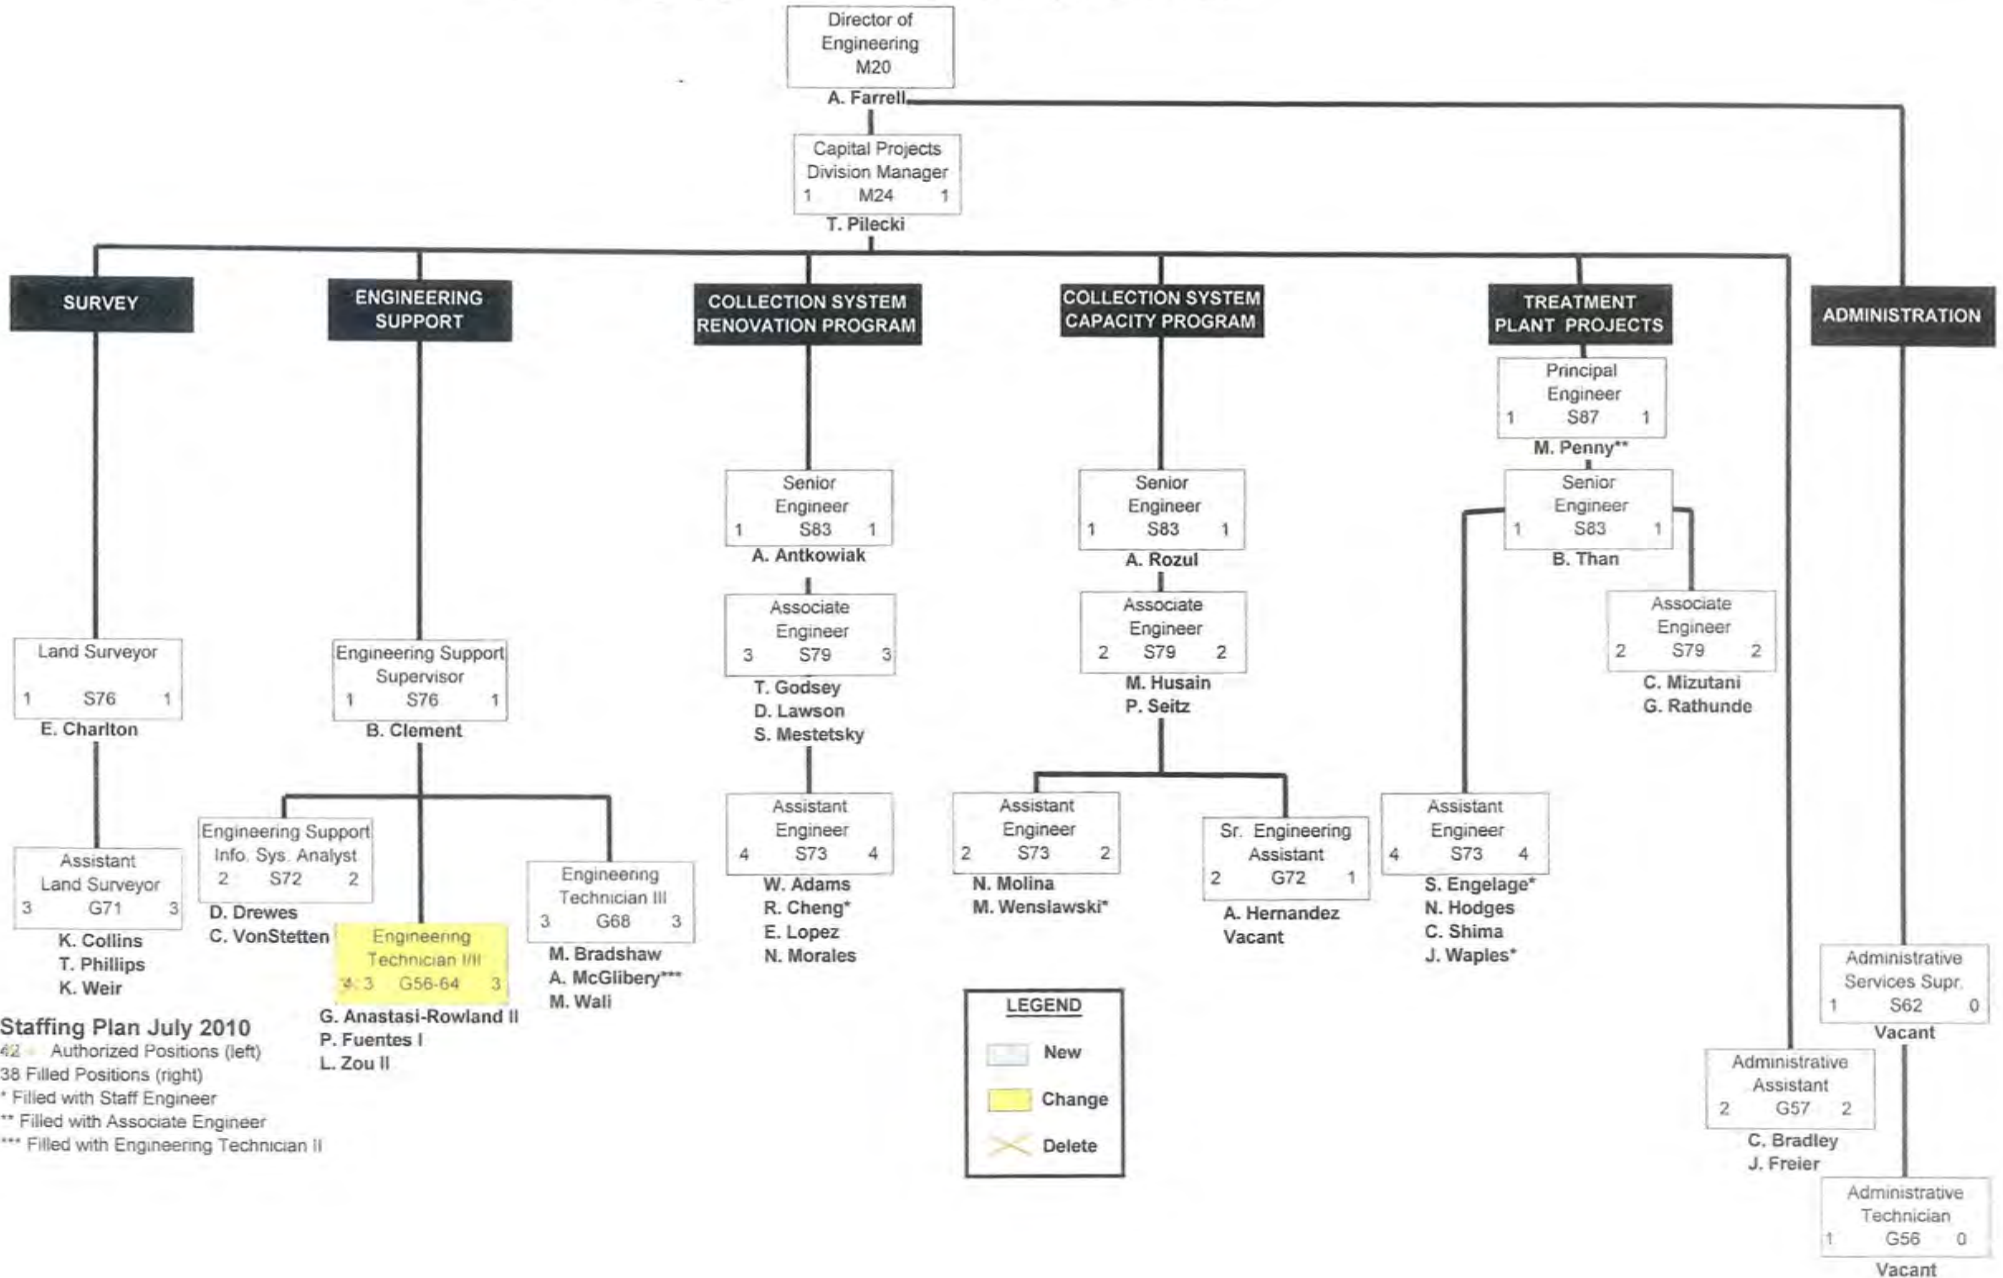 Director of
Engineering
M20
A. Farrell
Capital Projects
Division Manager
1 M24 1
T. Pilecki
SURVEY
Land Surveyor
1 S76 1
E. Charlton
Assistant
Land Surveyor
3 G71 3
K. Collins
T. Phillips
K. Weir
ENGINEERING
SUPPORT
Engineering Support
Supervisor
1 S76 1
B. Clement
Engineering Support
Info. Sys. Analyst
2 S72 2
D. Drewes
C. VonStetten
Engineering
Technician I/II
3 G56-64 3
G. Anastasi-Rowland II
P. Fuentes I
L. Zou II
Engineering
Technician III
3 G68 3
M. Bradshaw
A. McGlibery***
M. Wali
COLLECTION SYSTEM
RENOVATION PROGRAM
Senior
Engineer
1 S83 1
A. Antkowiak
Associate
Engineer
3 S79 3
T. Godsey
D. Lawson
S. Mestetsky
Assistant
Engineer
4 S73 4
W. Adams
R. Cheng*
E. Lopez
N. Morales
COLLECTION SYSTEM
CAPACITY PROGRAM
Senior
Engineer
1 S83 1
A. Rozul
Associate
Engineer
2 S79 2
M. Husain
P. Seitz
Assistant
Engineer
2 S73 2
N. Molina
M. Wenslawski*
Sr. Engineering
Assistant
2 G72 1
A. Hernandez
Vacant
TREATMENT
PLANT PROJECTS
Principal
Engineer
1 S87 1
M. Penny**
Senior
Engineer
1 S83 1
B. Than
Associate
Engineer
2 S79 2
C. Mizutani
G. Rathunde
Assistant
Engineer
4 S73 4
S. Engelage*
N. Hodges
C. Shima
J. Waples*
Administrative
Assistant
2 G57 2
C. Bradley
J. Freier
ADMINISTRATION
Administrative
Services Supr.
1 S62 0
Vacant
Administrative
Technician
1 G56 0
Vacant
Staffing Plan July 2010
42 Authorized Positions (left)
38 Filled Positions (right)
* Filled with Staff Engineer
** Filled with Associate Engineer
*** Filled with Engineering Technician II
LEGEND
New
Change
Delete